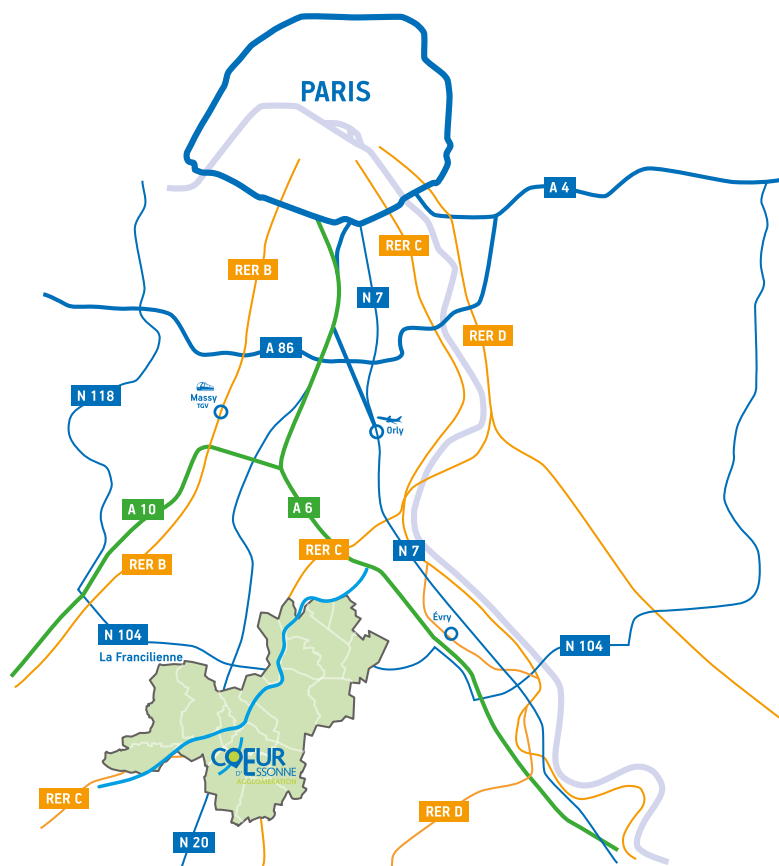 PARIS
A 4
RER C
RER B
N 7
RER D
A 86
N 118
Massy
TGV
Orly
A 10
A 6
RER C
N 7
RER B
Évry
N 104
La Francilienne
N 104
COEUR
D'ESSONNE
AGGLOMÉRATION
RER C
RER D
N 20